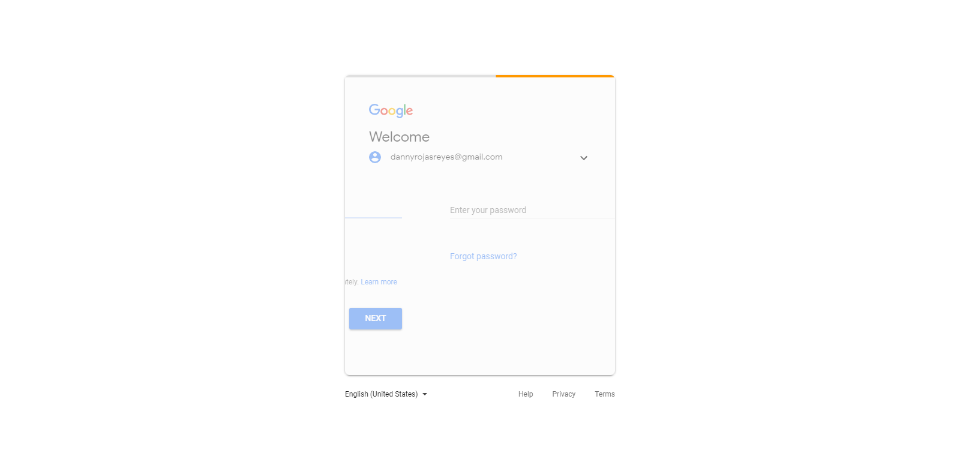 Google
Welcome
dannyrojasreyes@gmail.com
Enter your password
Forgot password?
tely. Learn more
NEXT
English (United States)
Help Privacy Terms